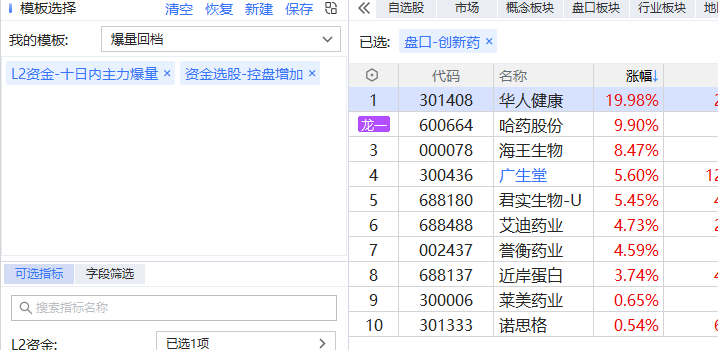 模板选择 清空 恢复 新建 保存
我的模板: 爆量回档
L2资金-十日内主力爆量 × 资金选股-控盘增加 ×
可选指标 字段筛选
搜索指标名称
L2资金: 已选1项
自选股 市场 概念板块 盘口板块 行业板块
已选: 盘口-创新药 ×
代码 名称 涨幅↓
1 301408 华人健康 19.98%
龙一 600664 哈药股份 9.90%
3 000078 海王生物 8.47%
4 300436 广生堂 5.60%
5 688180 君实生物-U 5.45%
6 688488 艾迪药业 4.73%
7 002437 誉衡药业 4.59%
8 688137 近岸蛋白 3.74%
9 300006 莱美药业 0.65%
10 301333 诺思格 0.54%